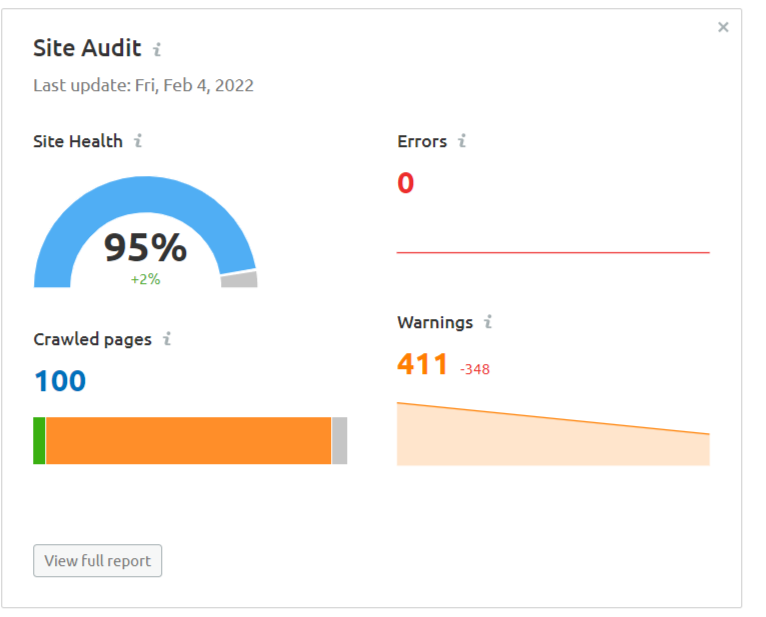 Site Audit i
Last update: Fri, Feb 4, 2022
Site Health i
95%
+2%
Crawled pages i
100
Errors i
0
Warnings i
411 -348
View full report